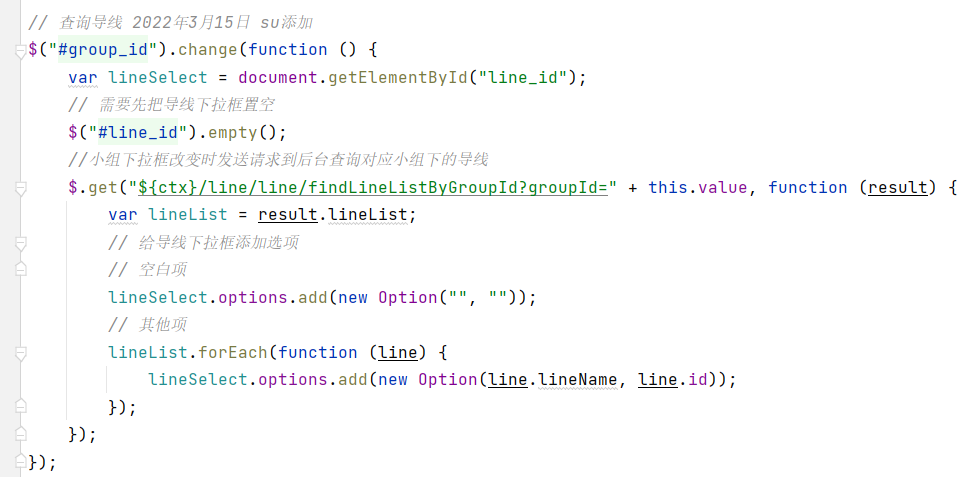 // 查询导线 2022年3月15日 su添加
$("#group_id").change(function () {
    var lineSelect = document.getElementById("line_id");
    // 需要先把导线下拉框置空
    $("#line_id").empty();
    //小组下拉框改变时发送请求到后台查询对应小组下的导线
    $.get("${ctx}/line/line/findLineListByGroupId?groupId=" + this.value, function (result) {
        var lineList = result.lineList;
        // 给导线下拉框添加选项
        // 空白项
        lineSelect.options.add(new Option("", ""));
        // 其他项
        lineList.forEach(function (line) {
            lineSelect.options.add(new Option(line.lineName, line.id));
        });
    });
});